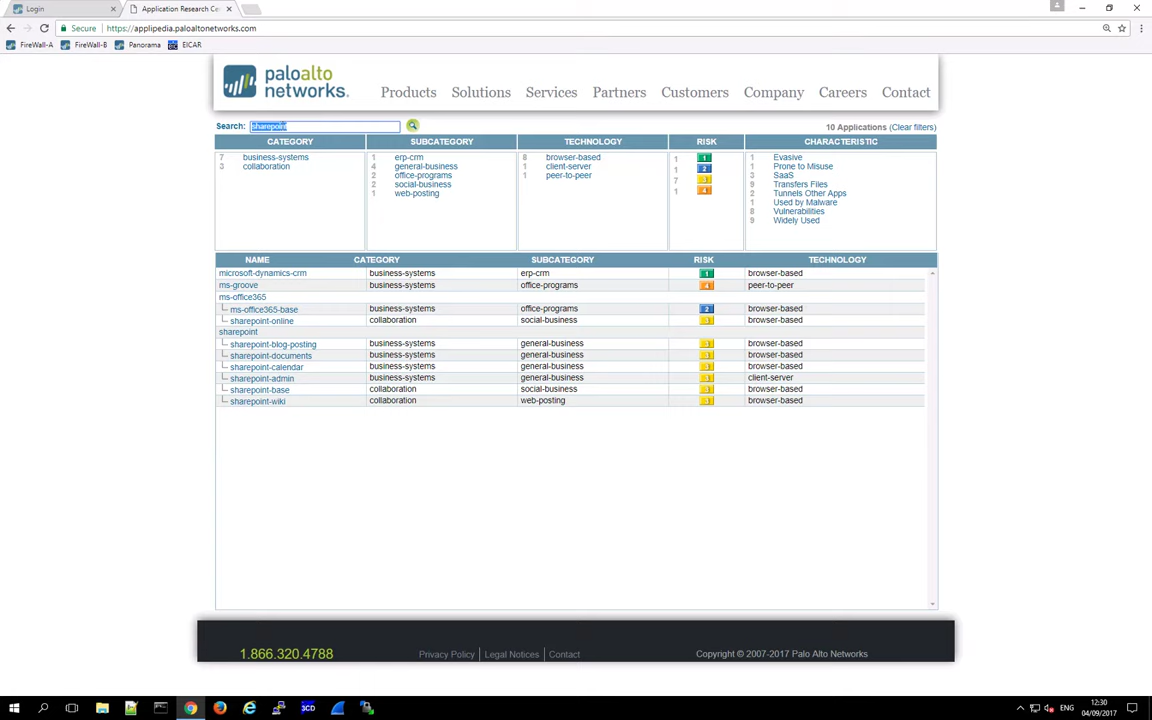 Login
Application Research Ce
Secure https://applipedia.paloaltonetworks.com
FireWall-A FireWall-B Panorama EICAR
paloalto
networks.
Products Solutions Services Partners Customers Company Careers Contact
Search: sharepoint
10 Applications (Clear filters)
CATEGORY SUBCATEGORY TECHNOLOGY RISK CHARACTERISTIC
7 business-systems
3 collaboration
1 erp-crm
4 general-business
2 office-programs
2 social-business
1 web-posting
8 browser-based
1 client-server
1 peer-to-peer
1 1
1 2
7 3
1 4
1 Evasive
1 Prone to Misuse
3 SaaS
9 Transfers Files
2 Tunnels Other Apps
1 Used by Malware
8 Vulnerabilities
9 Widely Used
NAME CATEGORY SUBCATEGORY RISK TECHNOLOGY
microsoft-dynamics-crm business-systems erp-crm 1 browser-based
ms-groove business-systems office-programs 4 peer-to-peer
ms-office365
ms-office365-base business-systems office-programs 2 browser-based
sharepoint-online collaboration social-business 3 browser-based
sharepoint
sharepoint-blog-posting business-systems general-business 3 browser-based
sharepoint-documents business-systems general-business 3 browser-based
sharepoint-calendar business-systems general-business 3 browser-based
sharepoint-admin business-systems general-business 3 client-server
sharepoint-base collaboration social-business 3 browser-based
sharepoint-wiki collaboration web-posting 3 browser-based
1.866.320.4788 Privacy Policy Legal Notices Contact Copyright © 2007-2017 Palo Alto Networks
3CD
ENG
12:30
04/09/2017